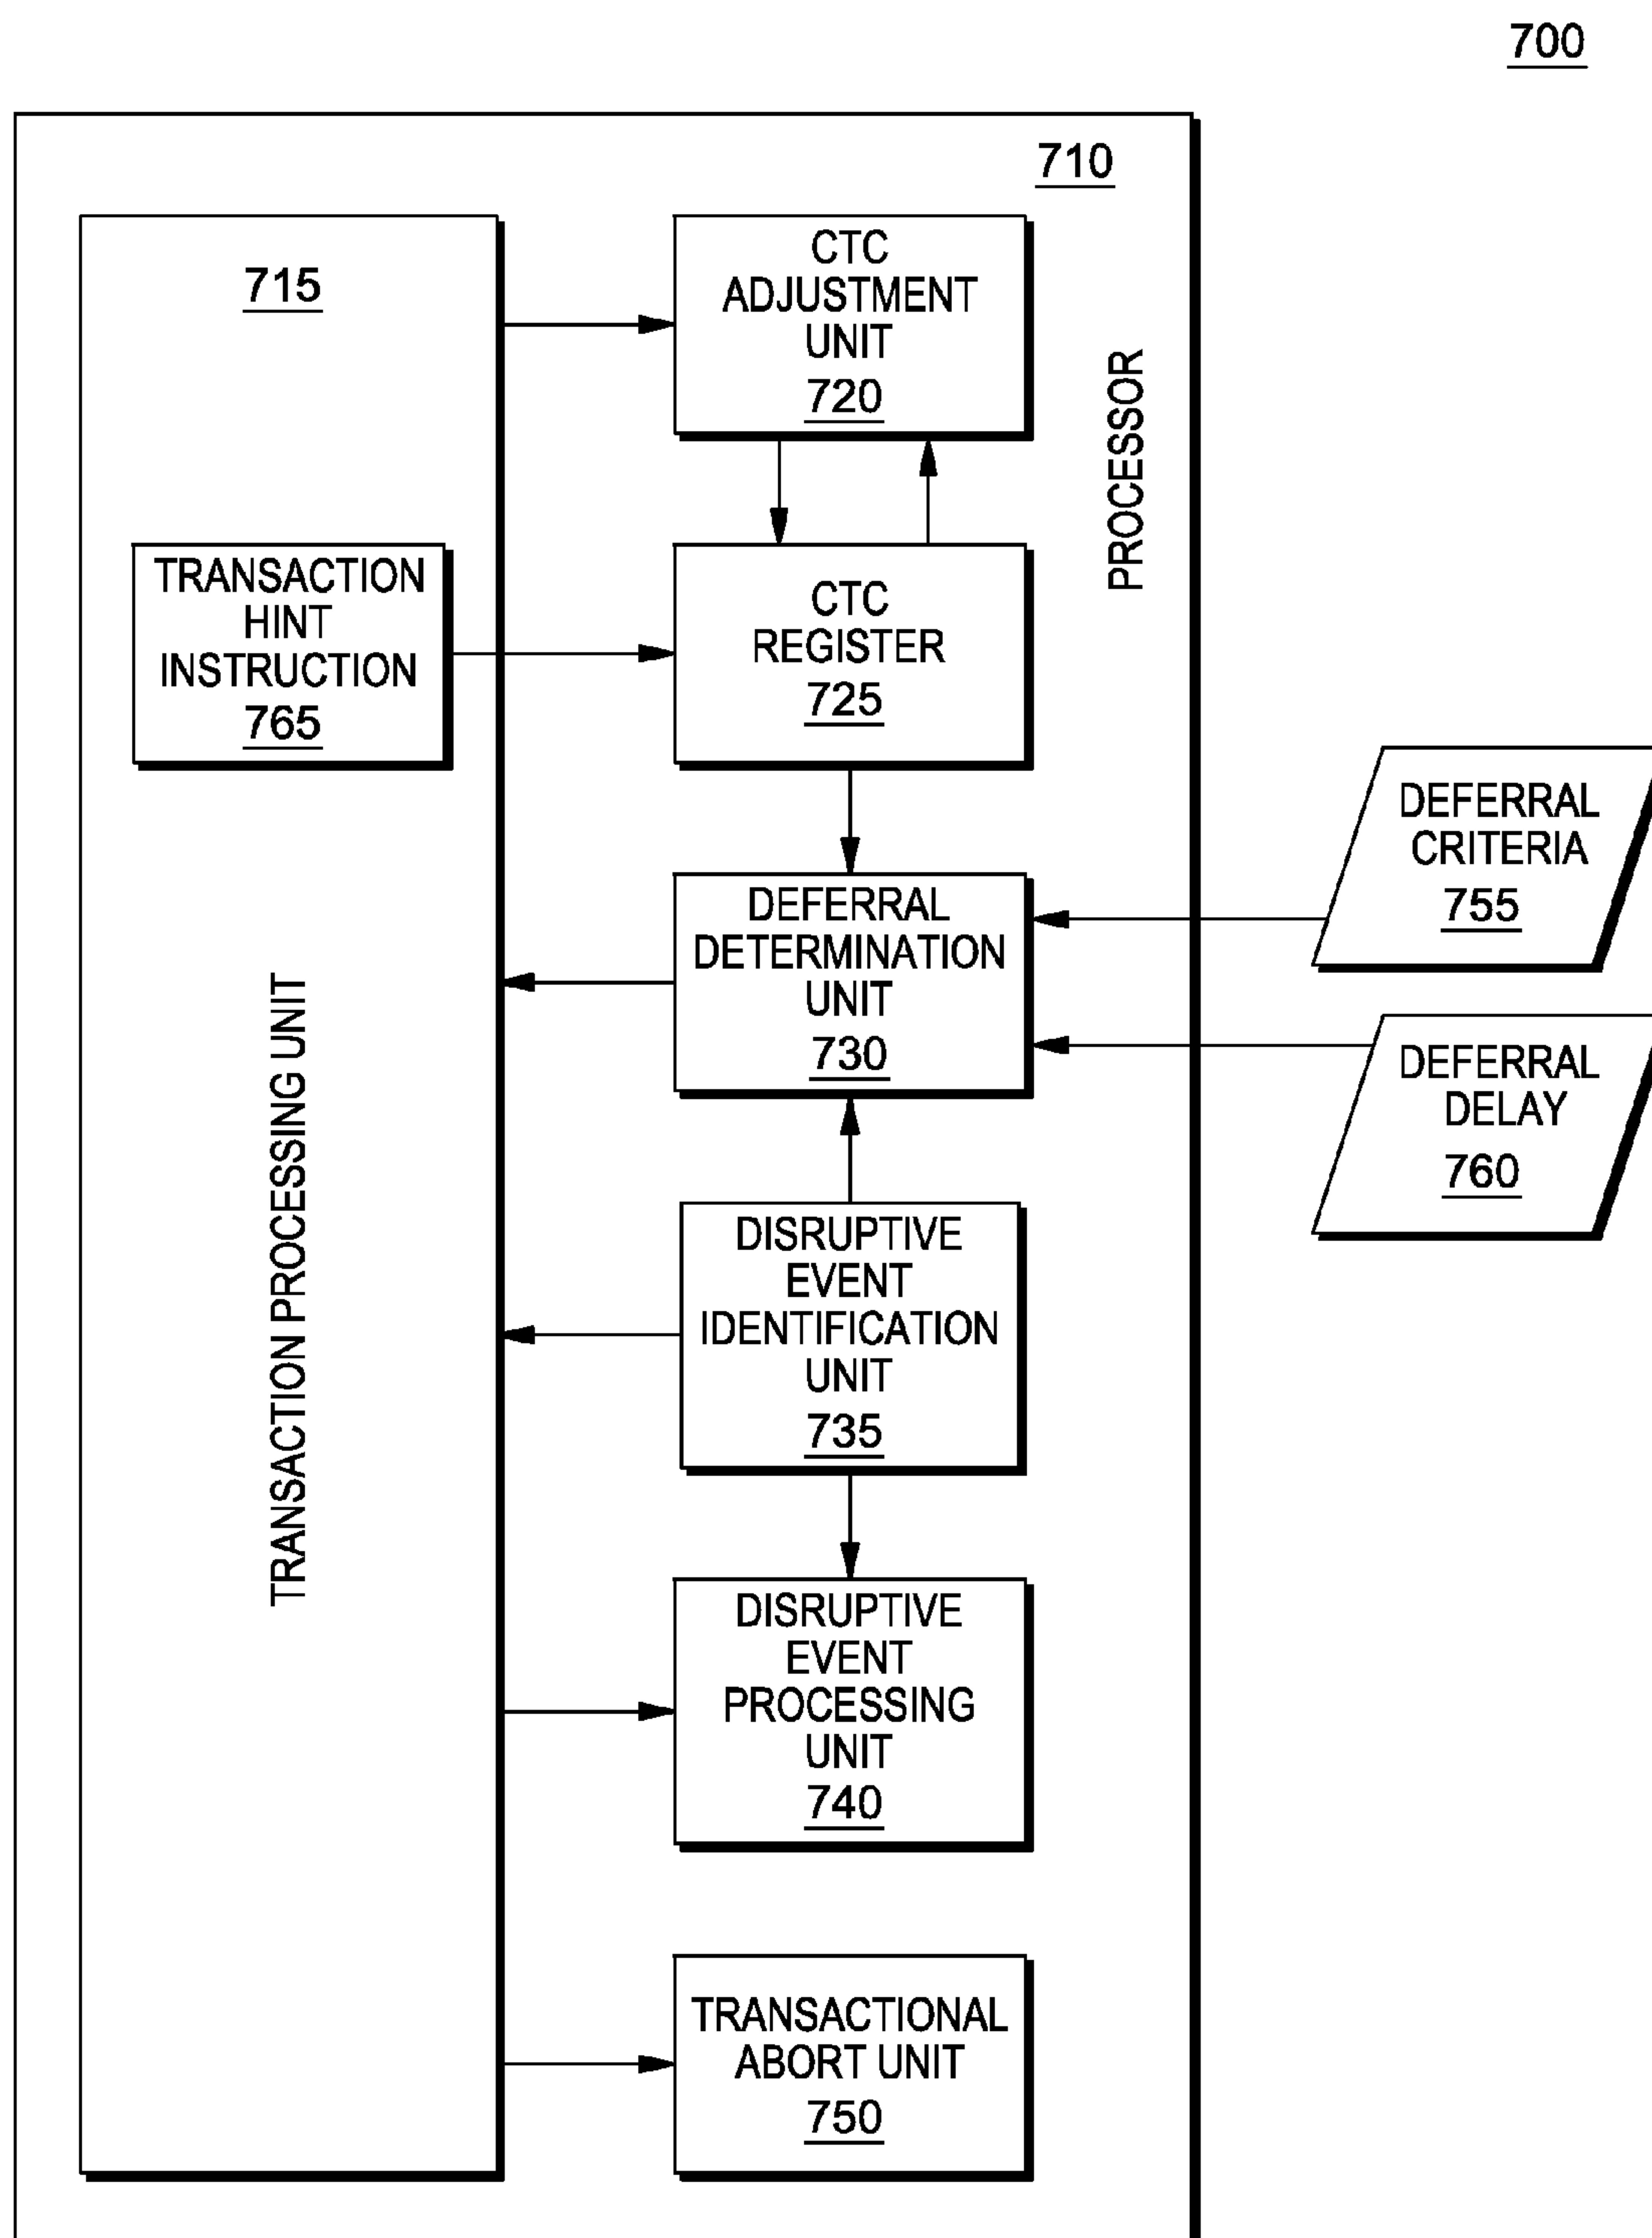 700
710
PROCESSOR
715
TRANSACTION PROCESSING UNIT
TRANSACTION
HINT
INSTRUCTION
765
CTC
ADJUSTMENT
UNIT
720
CTC
REGISTER
725
DEFERRAL
DETERMINATION
UNIT
730
DISRUPTIVE
EVENT
IDENTIFICATION
UNIT
735
DISRUPTIVE
EVENT
PROCESSING
UNIT
740
TRANSACTIONAL
ABORT UNIT
750
DEFERRAL
CRITERIA
755
DEFERRAL
DELAY
760